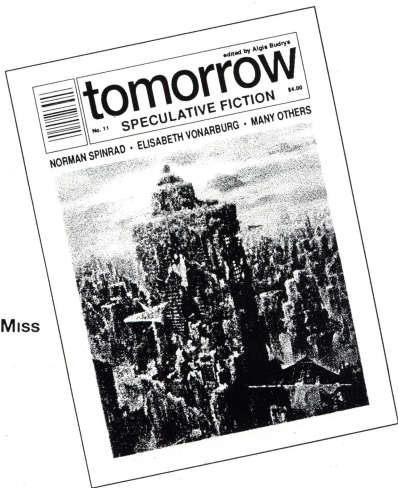 edited by Algis Budrys
tomorrow
No. 11
SPECULATIVE FICTION
$4.00
NORMAN SPINRAD • ELISABETH VONARBURG • MANY OTHERS
MISS